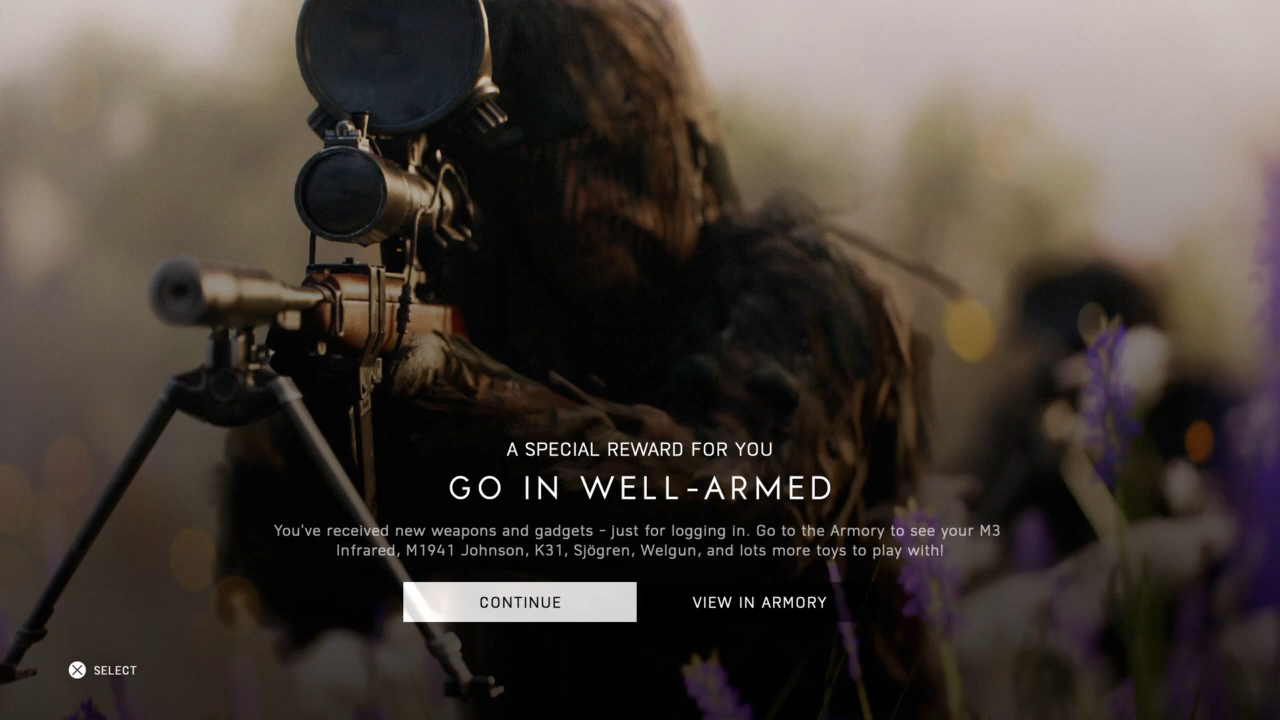 A SPECIAL REWARD FOR YOU
GO IN WELL-ARMED
You've received new weapons and gadgets - just for logging in. Go to the Armory to see your M3
Infrared, M1941 Johnson, K31, Sjögren, Welgun, and lots more toys to play with!
CONTINUE
VIEW IN ARMORY
SELECT